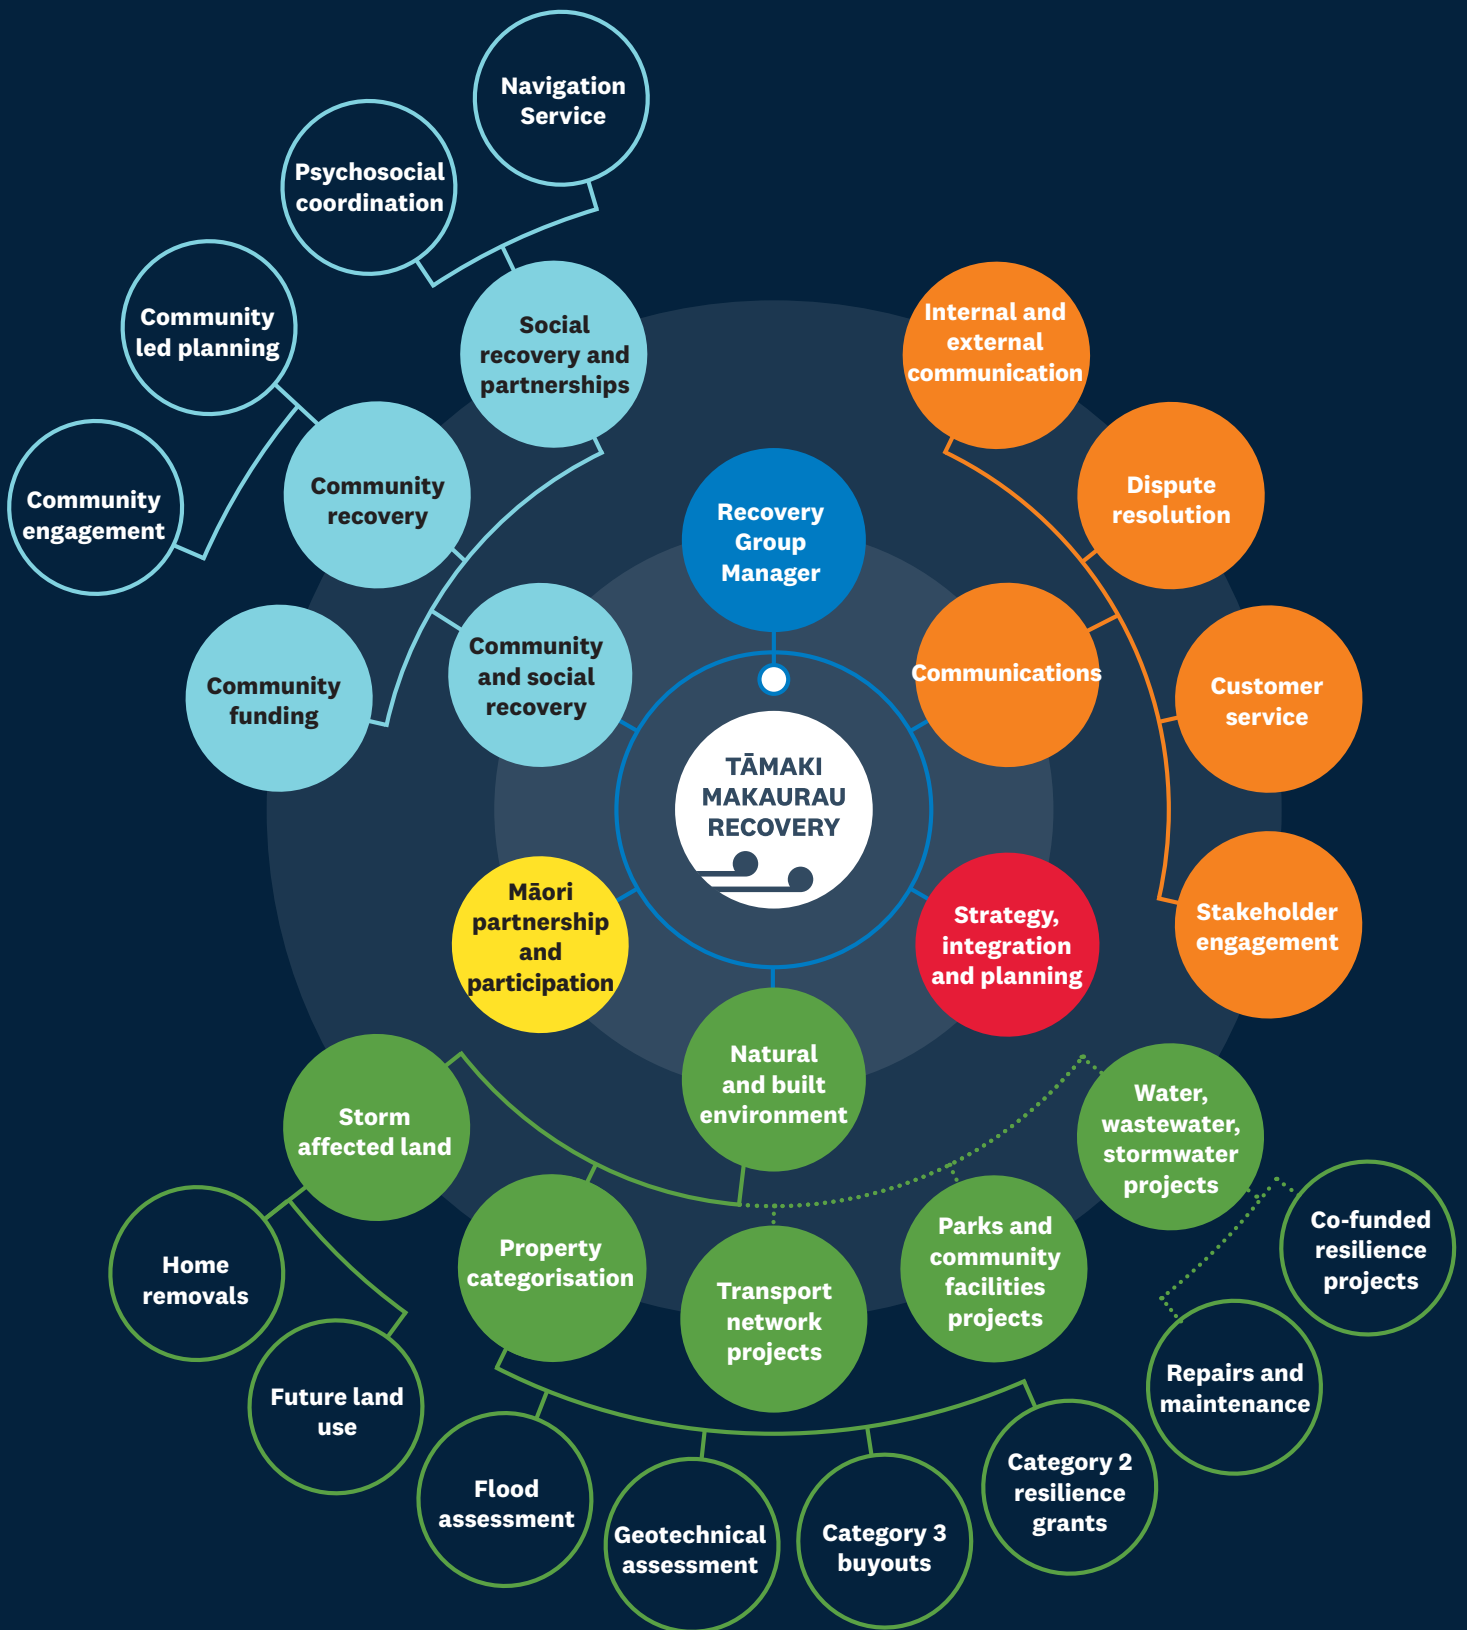 Navigation
Service
Psychosocial
coordination
Community
led planning
Community
engagement
Social
recovery and
partnerships
Community
recovery
Community
funding
Community
and social
recovery
Recovery
Group
Manager
Internal and
external
communication
Dispute
resolution
Communications
Customer
service
Stakeholder
engagement
TĀMAKI
MAKAURAU
RECOVERY
Māori
partnership
and
participation
Strategy,
integration
and planning
Natural
and built
environment
Storm
affected land
Property
categorisation
Transport
network
projects
Parks and
community
facilities
projects
Water,
wastewater,
stormwater
projects
Home
removals
Future land
use
Flood
assessment
Geotechnical
assessment
Category 3
buyouts
Category 2
resilience
grants
Repairs and
maintenance
Co-funded
resilience
projects